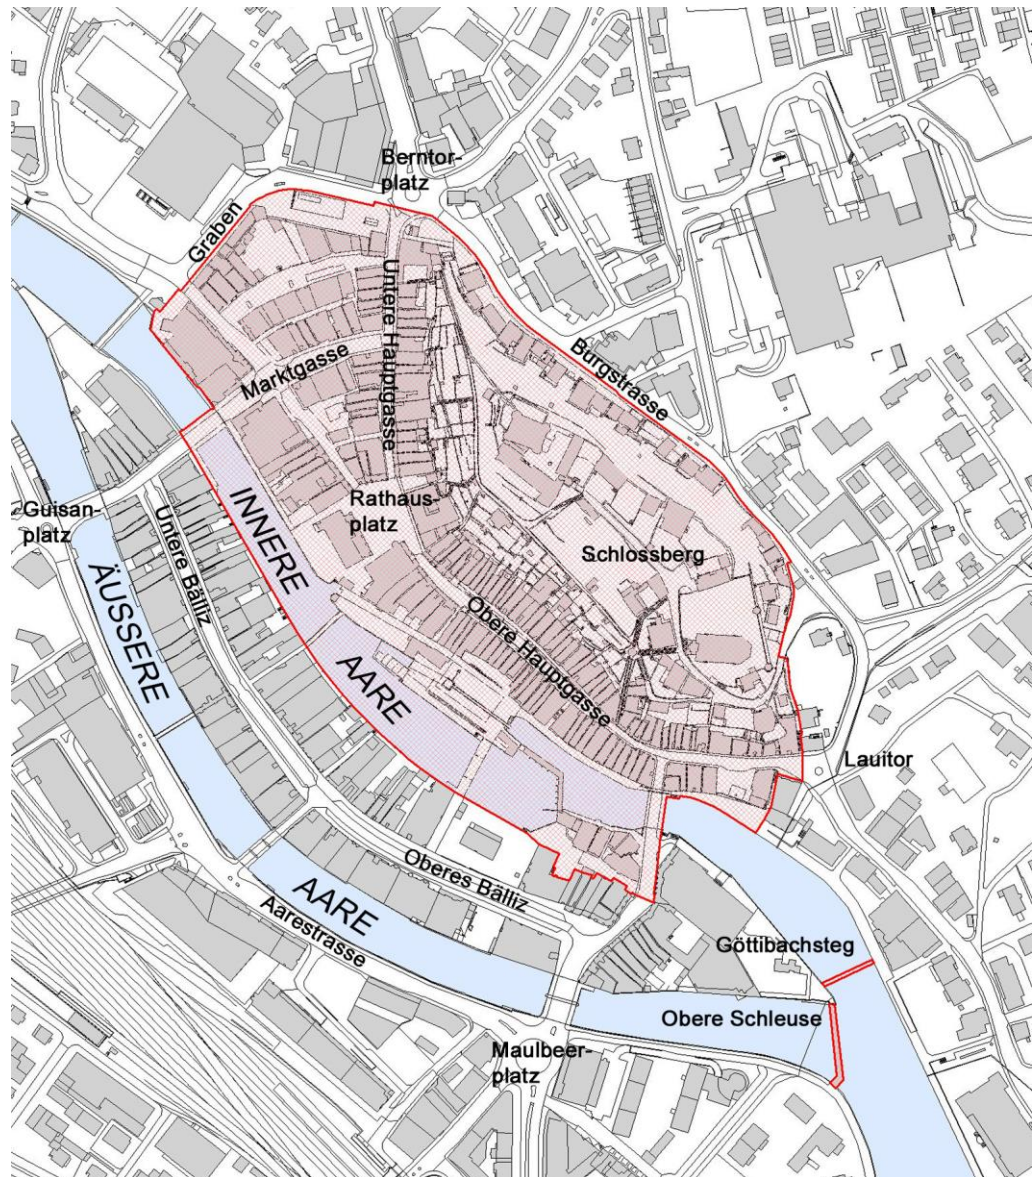 Berntor-
platz
Graben
Untere Hauptgasse
Burgstrasse
Marktgasse
INNERE
Rathaus-
platz
Güisan-
platz
Untere Bälliz
Schlossberg
ÄUSSERE
AARE
Obere Hauptgasse
Lauitor
Oberes Bälliz
AARE
Aarestrasse
Göttibachsteg
Obere Schleuse
Maulbeer-
platz